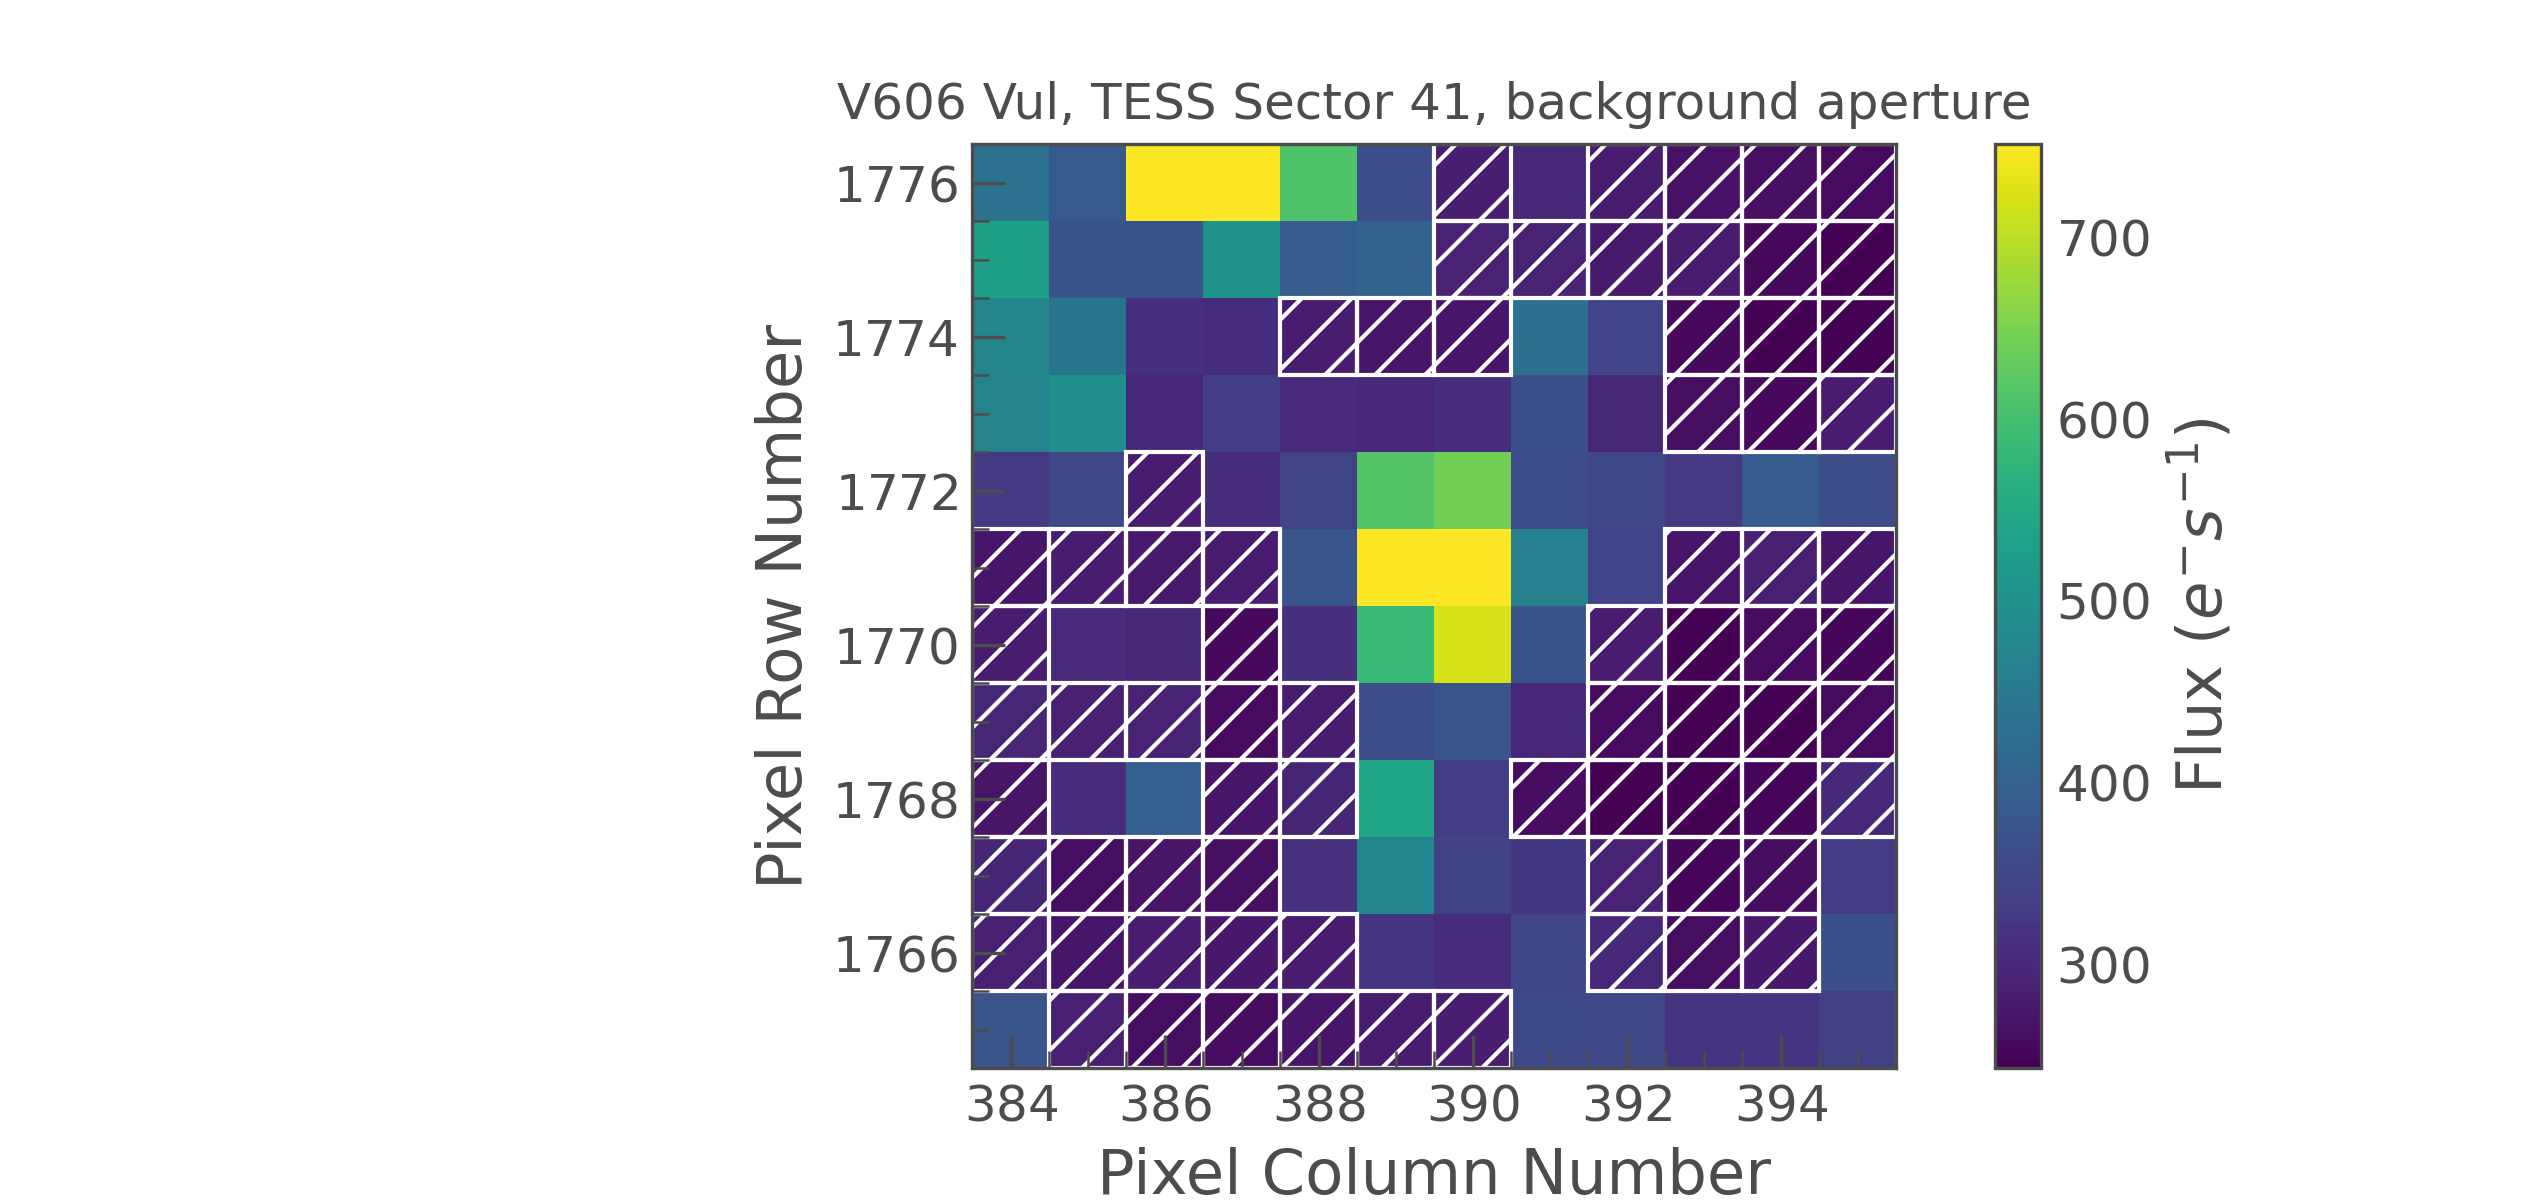 V606 Vul, TESS Sector 41, background aperture
Pixel Row Number
1776
1774
1772
1770
1768
1766
384 386 388 390 392 394
Pixel Column Number
700
600
500
400
300
Flux (e⁻s⁻¹)